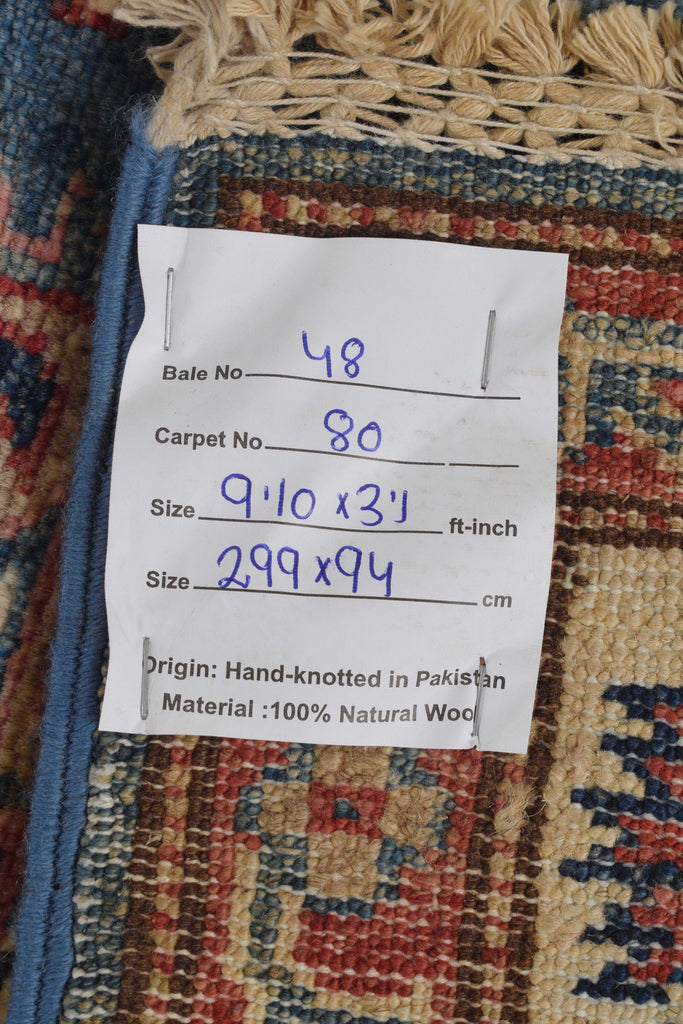 Bale No 48
Carpet No. 80
Size 9'10 x 3'1 ft-inch
Size 299 x 94 cm
Origin: Hand-knotted in Pakistan
Material :100% Natural Woo